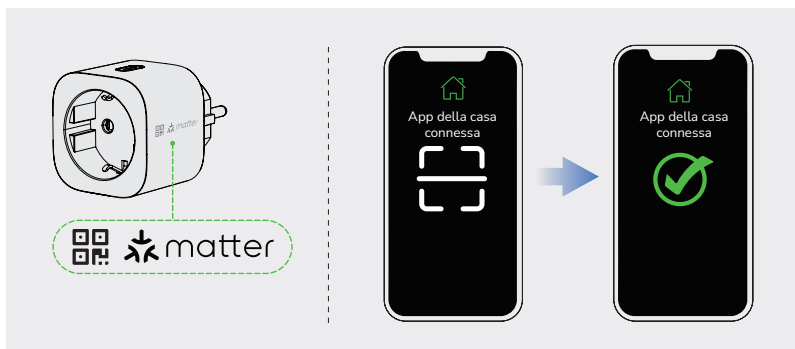 matter
matter
App della casa
connessa
App della casa
connessa